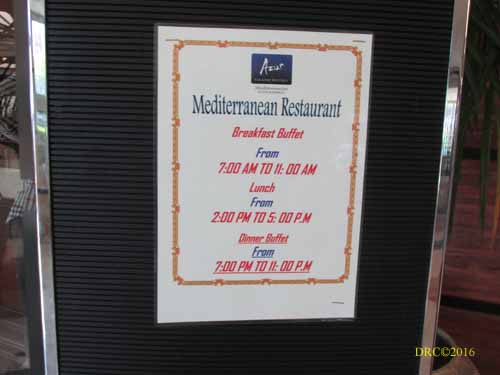 Azur
Mediterranean Restaurant
Breakfast Buffet
From
7:00 AM TO 11: 00 AM
Lunch
From
2:00 PM TO 5: 00 P.M
Dinner Buffet
From
7:00 PM TO 11: 00 P.M
DRC©2016